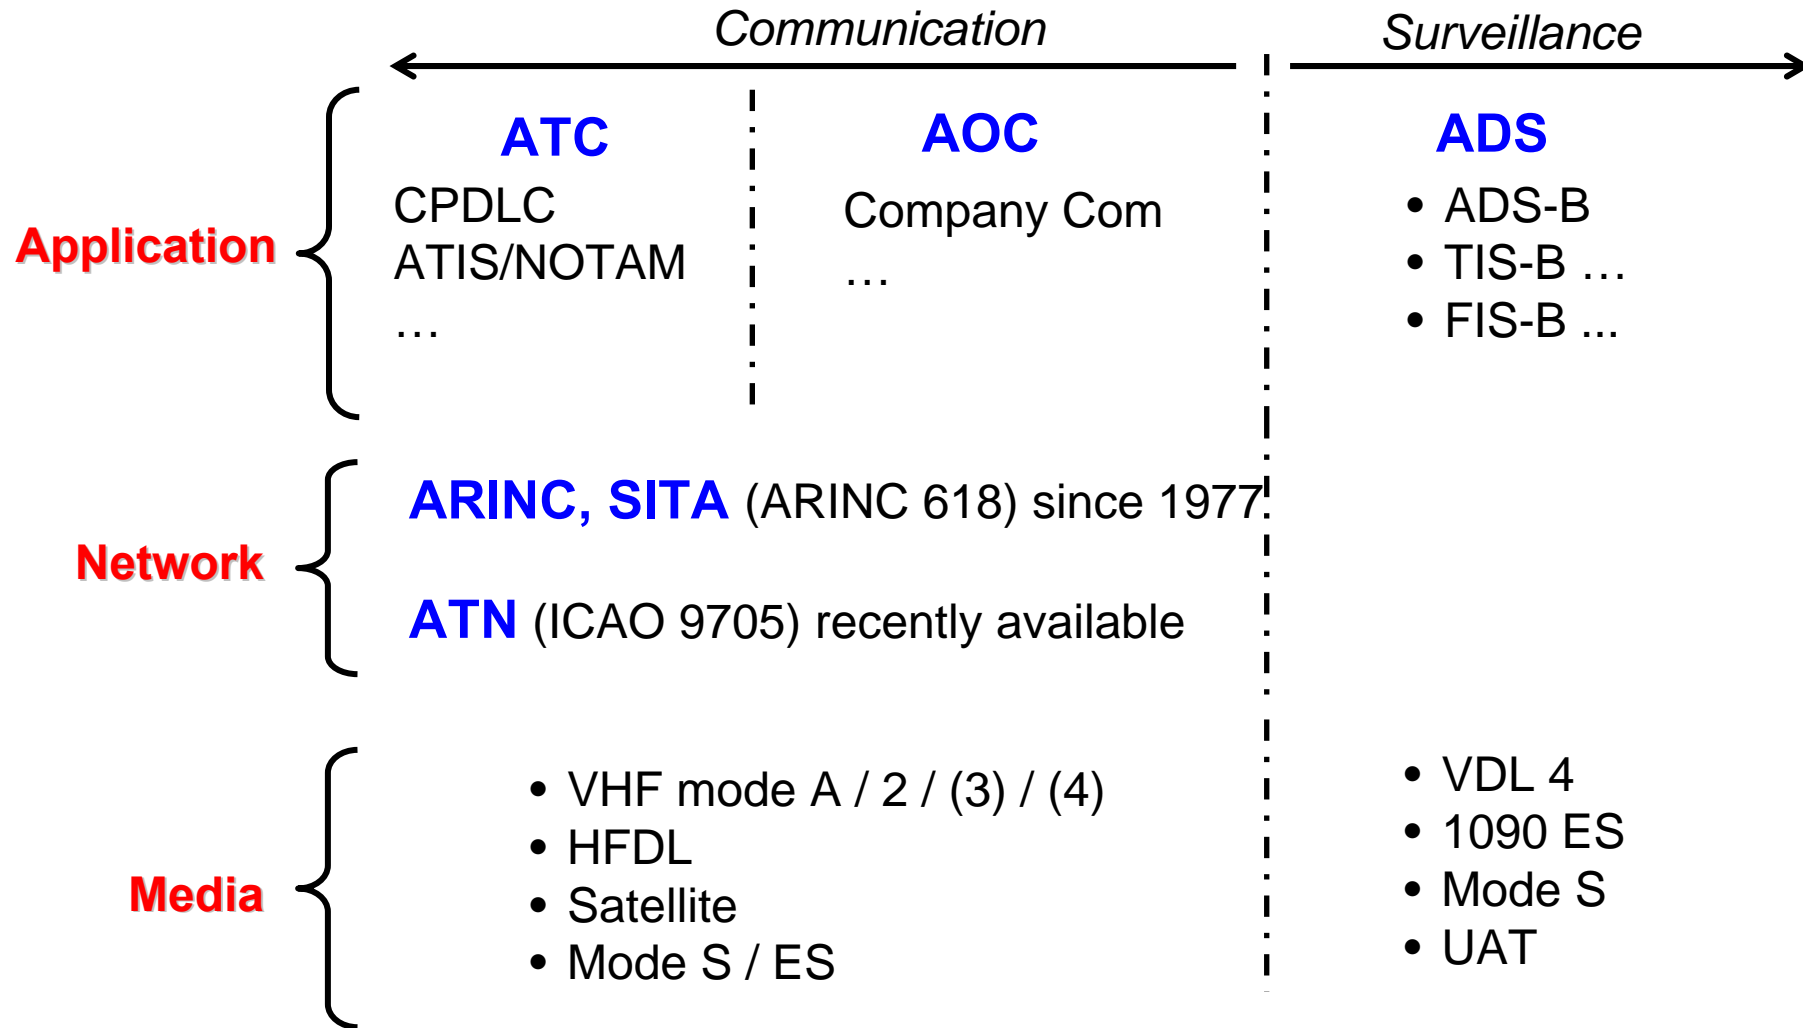 Communication
Surveillance
Application
ATC
CPDLC
ATIS/NOTAM
…
AOC
Company Com
…
ADS
• ADS-B
• TIS-B …
• FIS-B ...
Network
ARINC, SITA (ARINC 618) since 1977
ATN (ICAO 9705) recently available
Media
• VHF mode A / 2 / (3) / (4)
• HFDL
• Satellite
• Mode S / ES
• VDL 4
• 1090 ES
• Mode S
• UAT